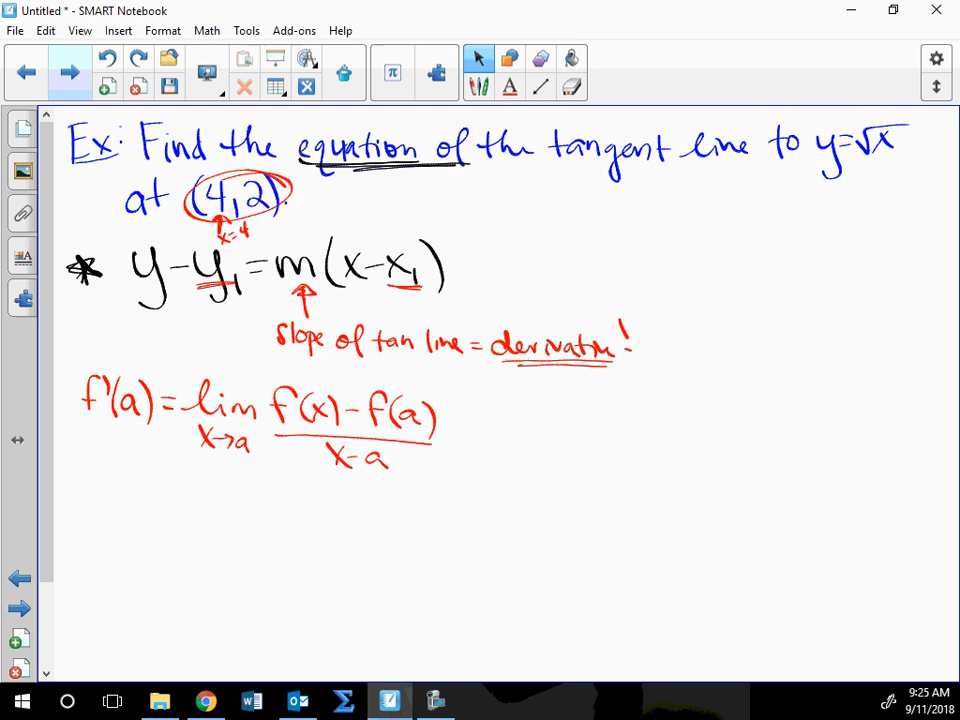 Untitled * - SMART Notebook
File Edit View Insert Format Math Tools Add-ons Help
Ex: Find the equation of the tangent line to y=√x
at (4,2).
x=4
* y-y₁=m(x-x₁)
slope of tan line = derivative!
f'(a) = lim f(x)-f(a)
x→a x-a
9:25 AM
9/11/2018